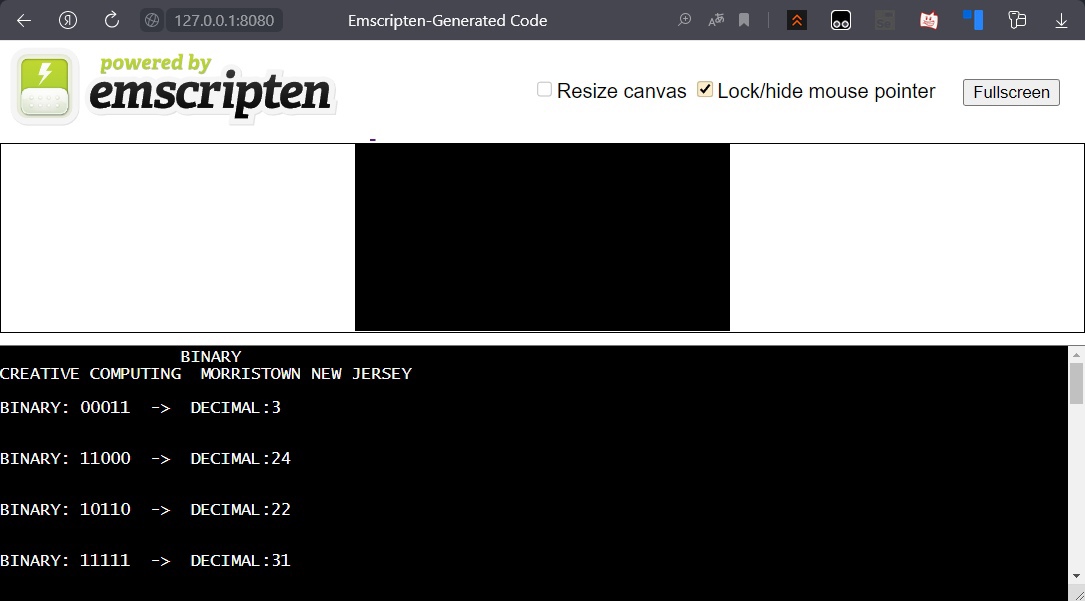 127.0.0.1:8080 Emscripten-Generated Code
powered by
emscripten
Resize canvas Lock/hide mouse pointer Fullscreen
BINARY
CREATIVE COMPUTING MORRISTOWN NEW JERSEY
BINARY: 00011 -> DECIMAL:3
BINARY: 11000 -> DECIMAL:24
BINARY: 10110 -> DECIMAL:22
BINARY: 11111 -> DECIMAL:31